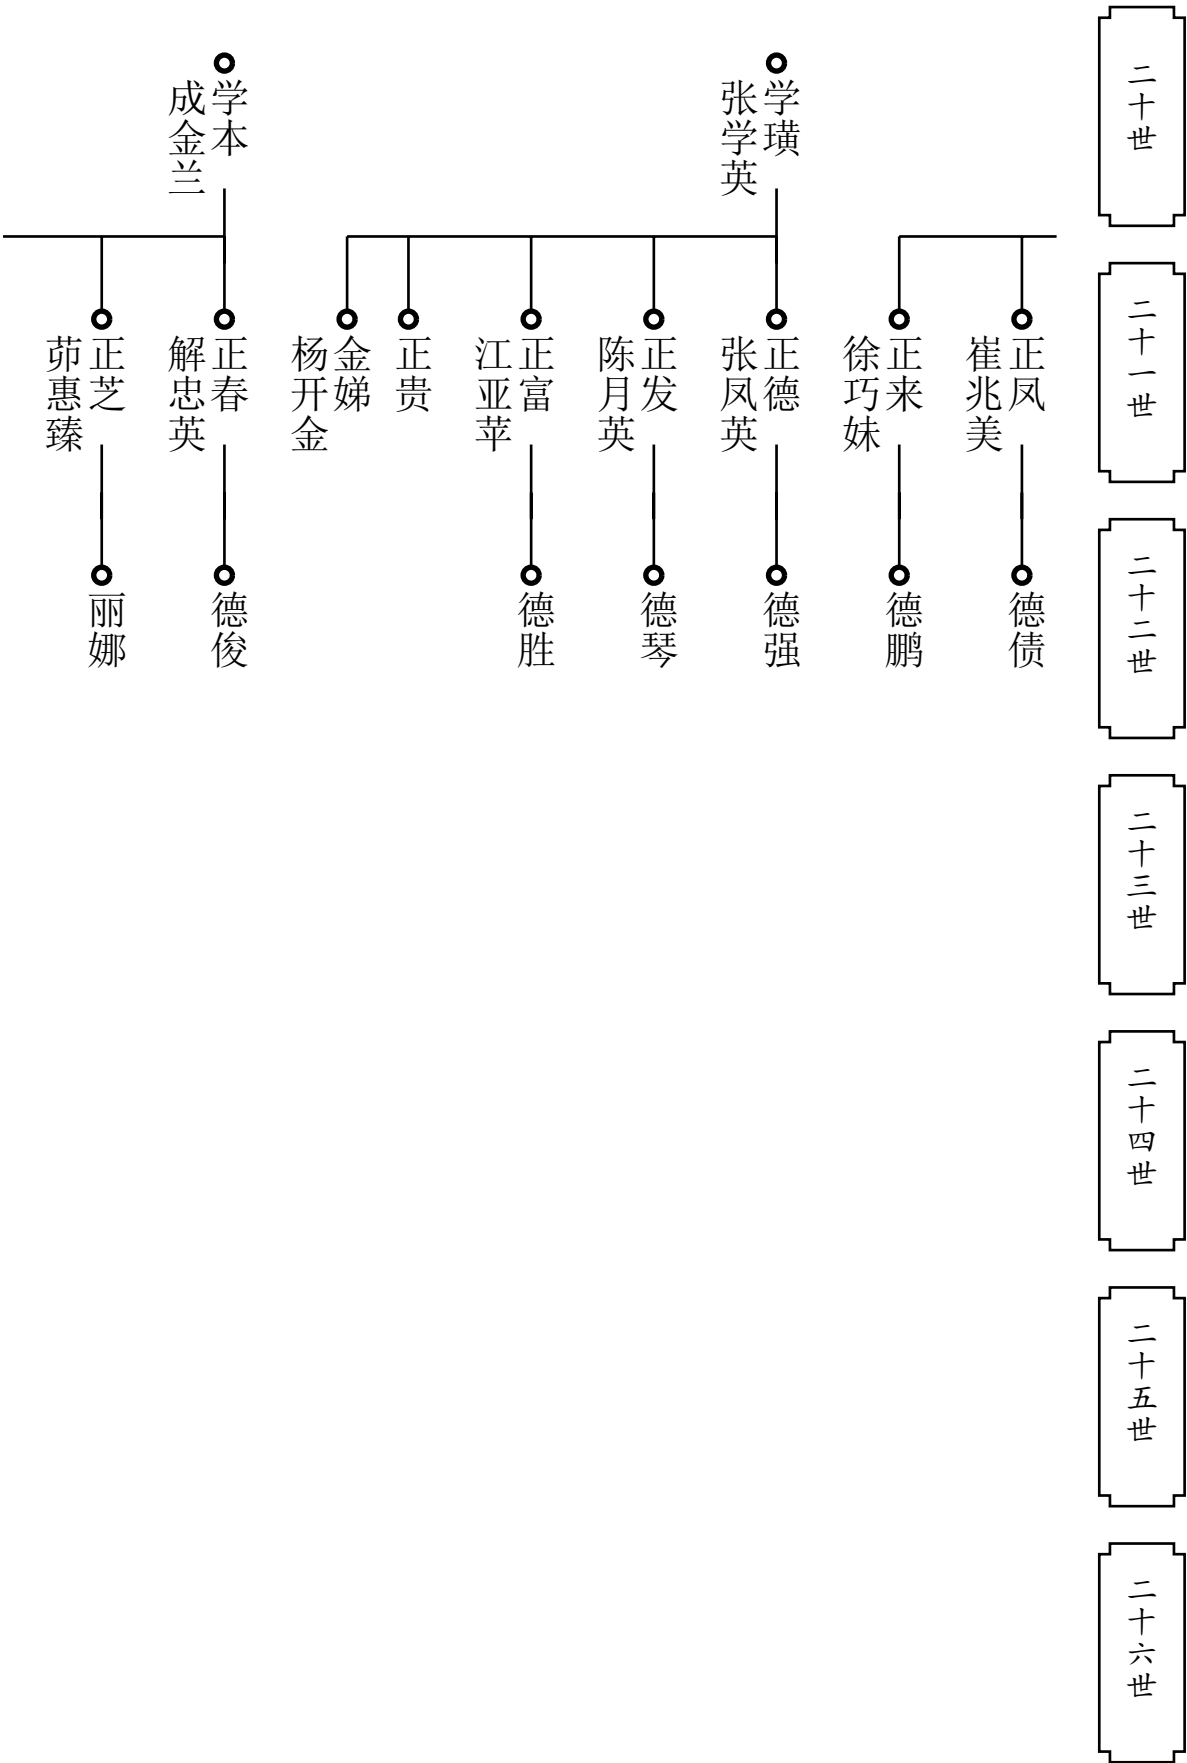 二十世
学璜
张学英
学本
成金兰
二十一世
正凤
崔兆美
正来
徐巧妹
正德
张凤英
正发
陈月英
正富
江亚苹
正贵
金娣
杨开金
正春
解忠英
正芝
茆惠臻
二十二世
德债
德鹏
德强
德琴
德胜
德俊
丽娜
二十三世
二十四世
二十五世
二十六世